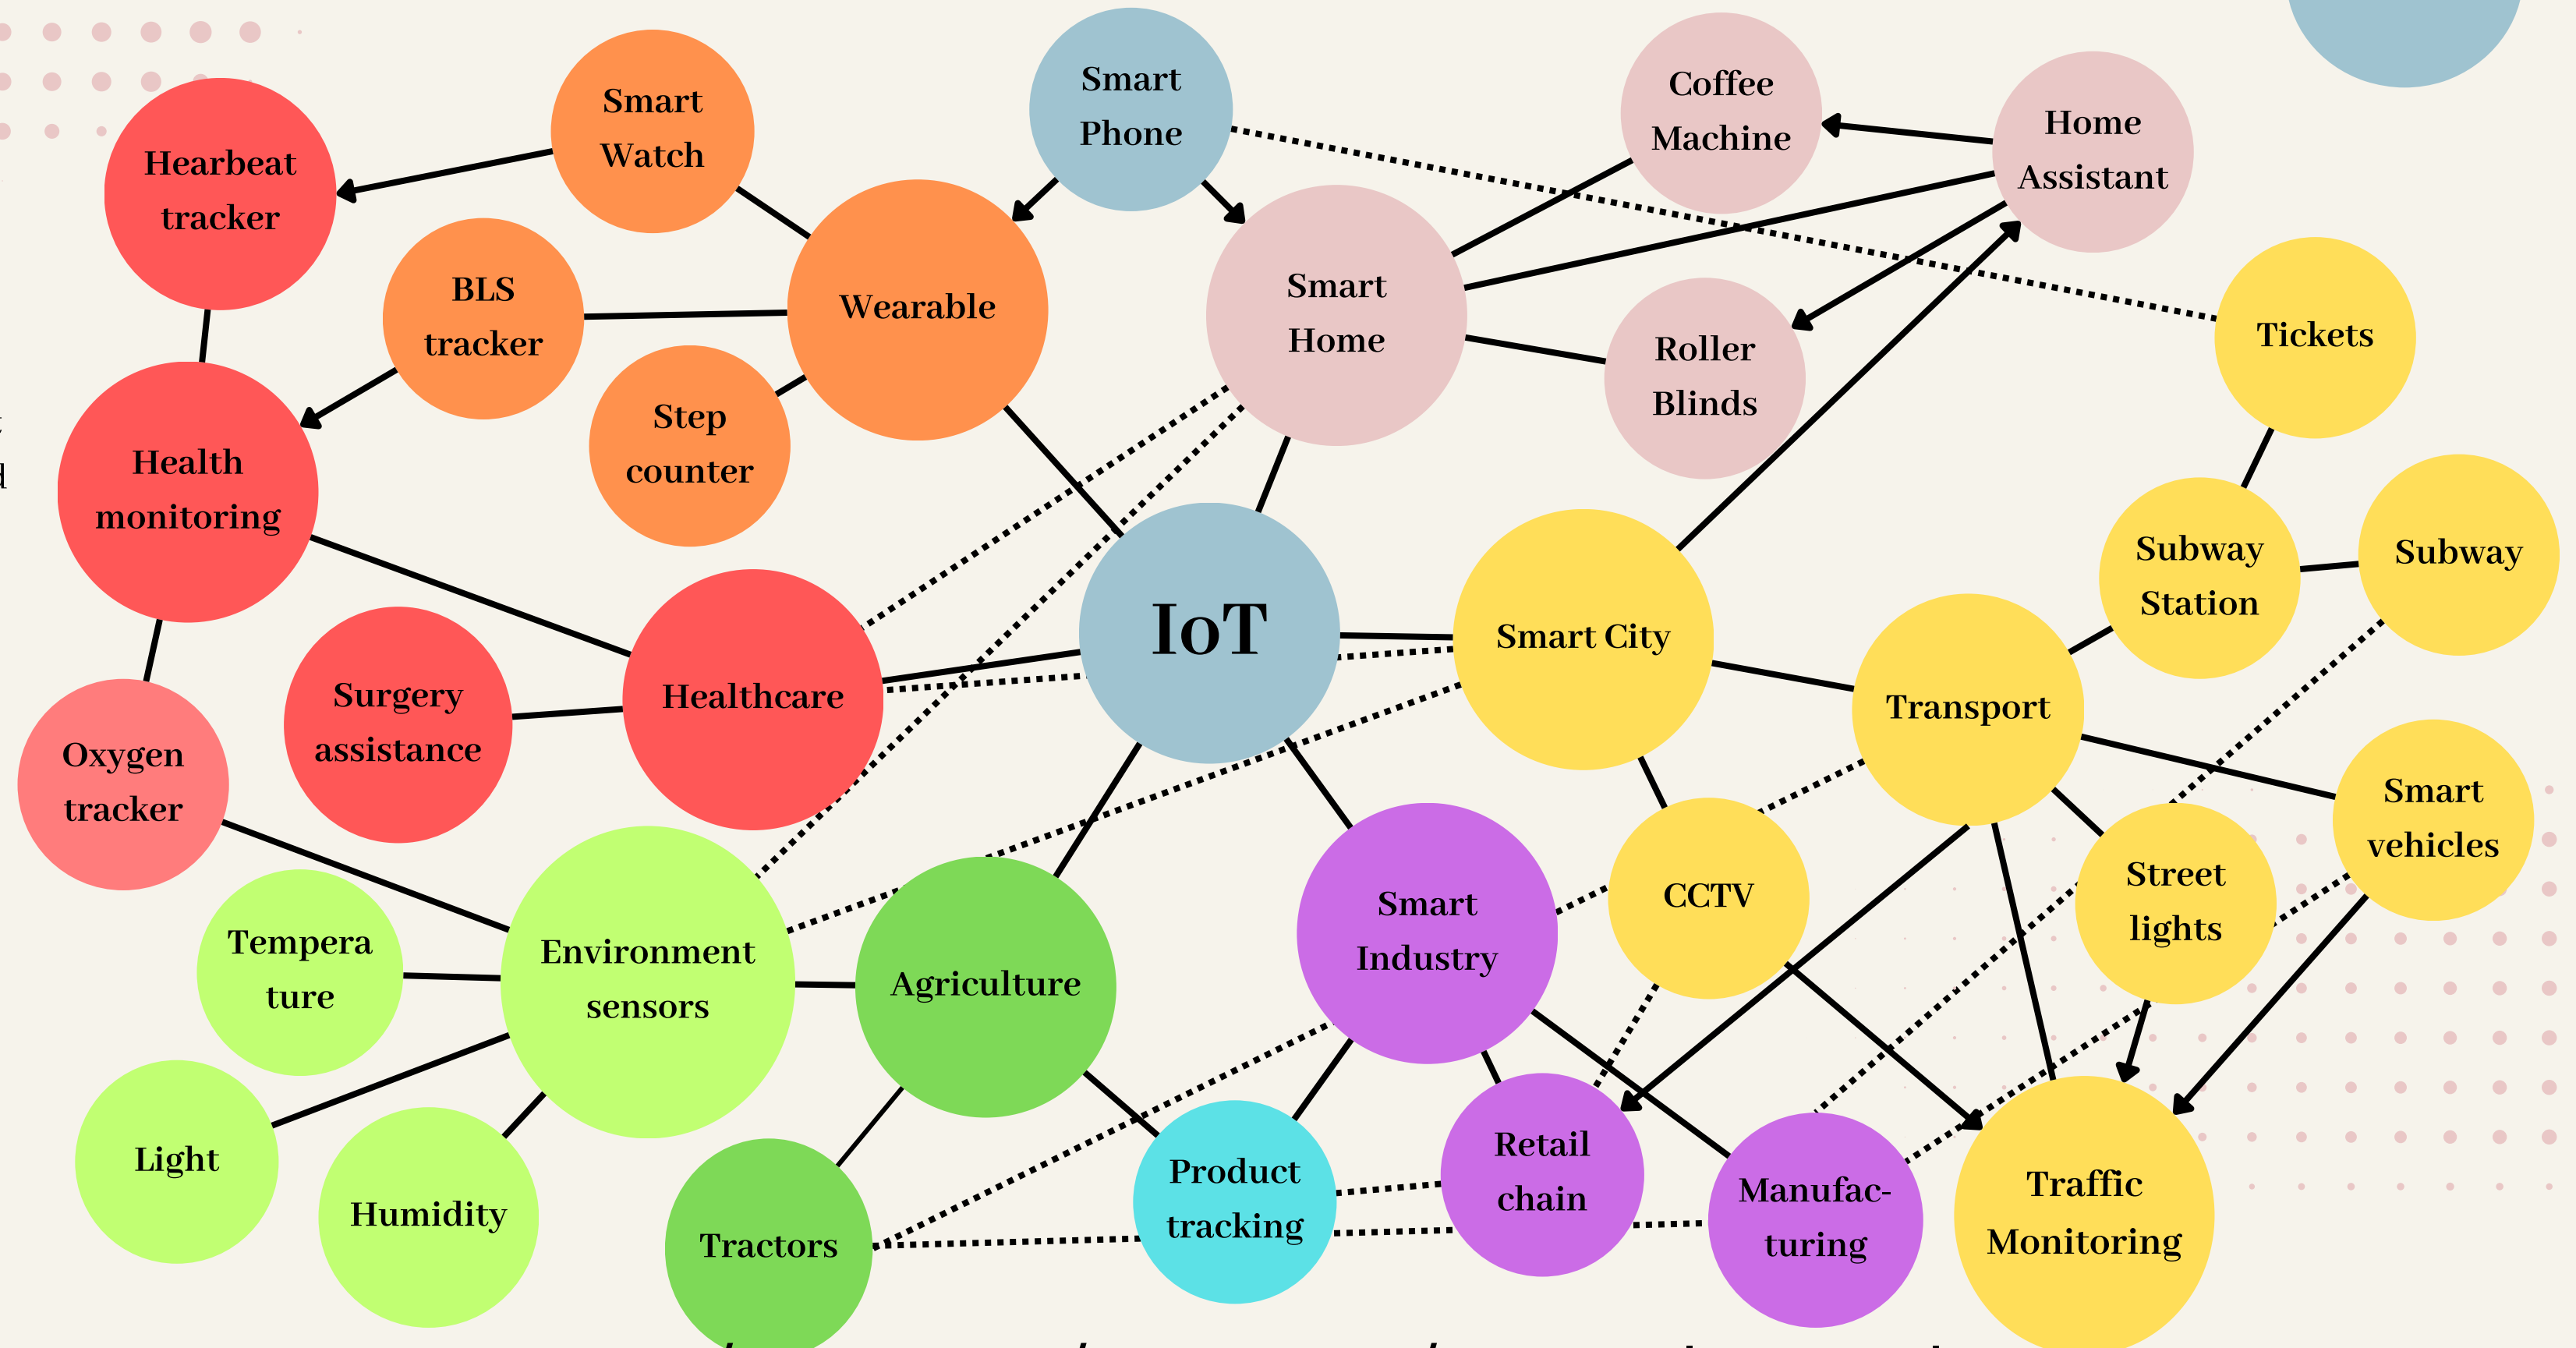 Hearbeat
tracker
Smart
Watch
Smart
Phone
Coffee
Machine
Home
Assistant
BLS
tracker
Wearable
Smart
Home
Roller
Blinds
Tickets
Step
counter
Health
monitoring
IoT
Smart City
Subway
Station
Subway
Surgery
assistance
Healthcare
Transport
Oxygen
tracker
Smart
vehicles
Street
lights
CCTV
Smart
Industry
Tempera
ture
Environment
sensors
Agriculture
Light
Humidity
Tractors
Product
tracking
Retail
chain
Manufac-
turing
Traffic
Monitoring